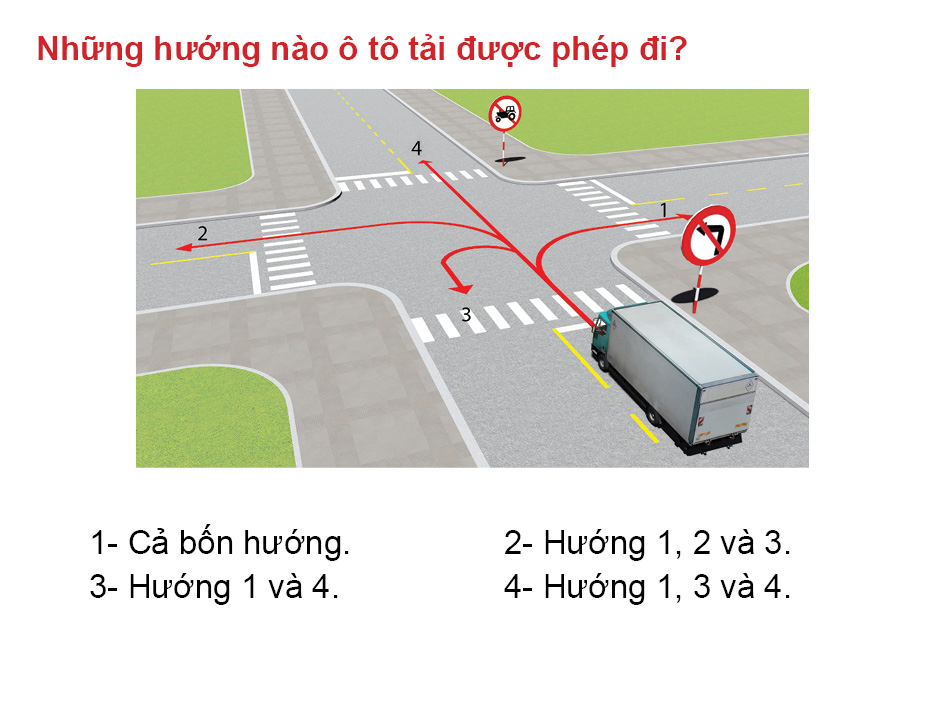 Những hướng nào ô tô tải được phép đi?
4
1
2
3
1- Cả bốn hướng.
2- Hướng 1, 2 và 3.
3- Hướng 1 và 4.
4- Hướng 1, 3 và 4.